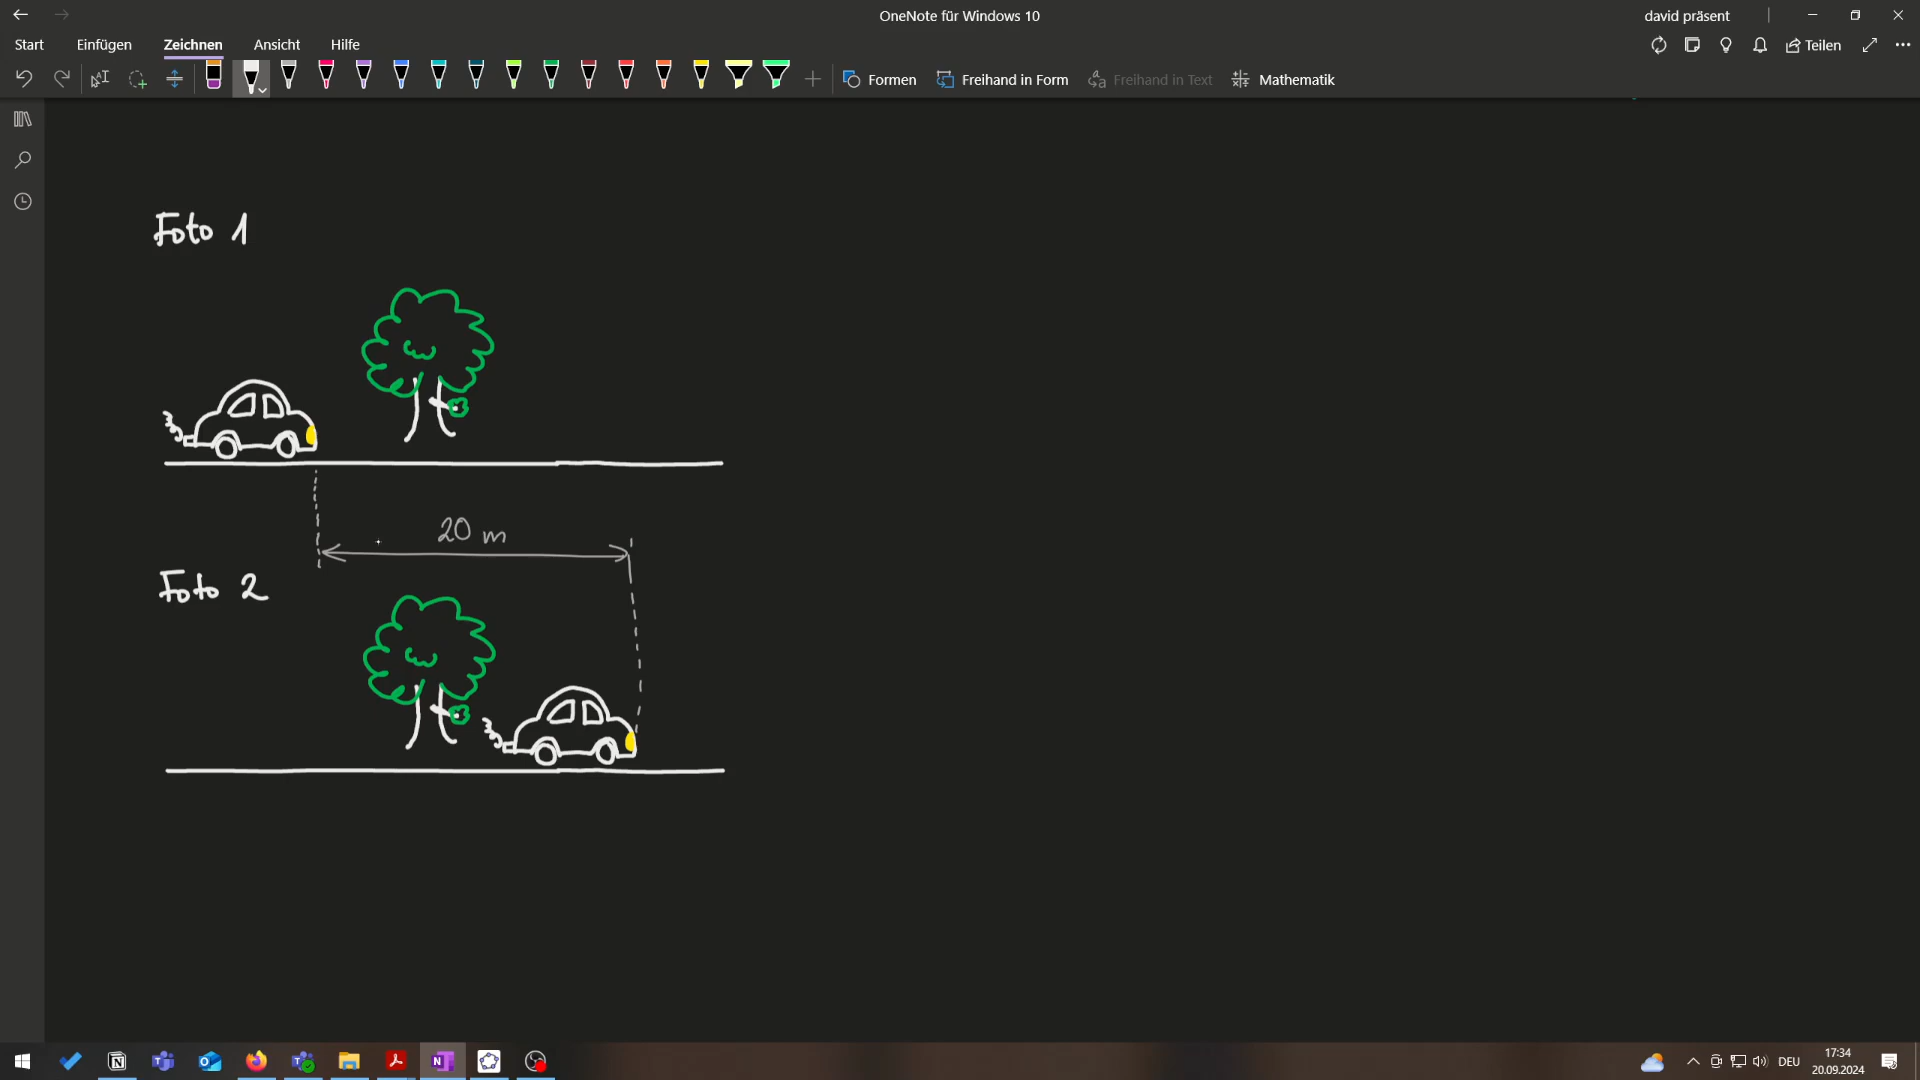 OneNote für Windows 10
david präsent
Start Einfügen Zeichnen Ansicht Hilfe
Teilen
Formen Freihand in Form Freihand in Text Mathematik
Foto 1
20 m
Foto 2
DEU
17:34
20.09.2024